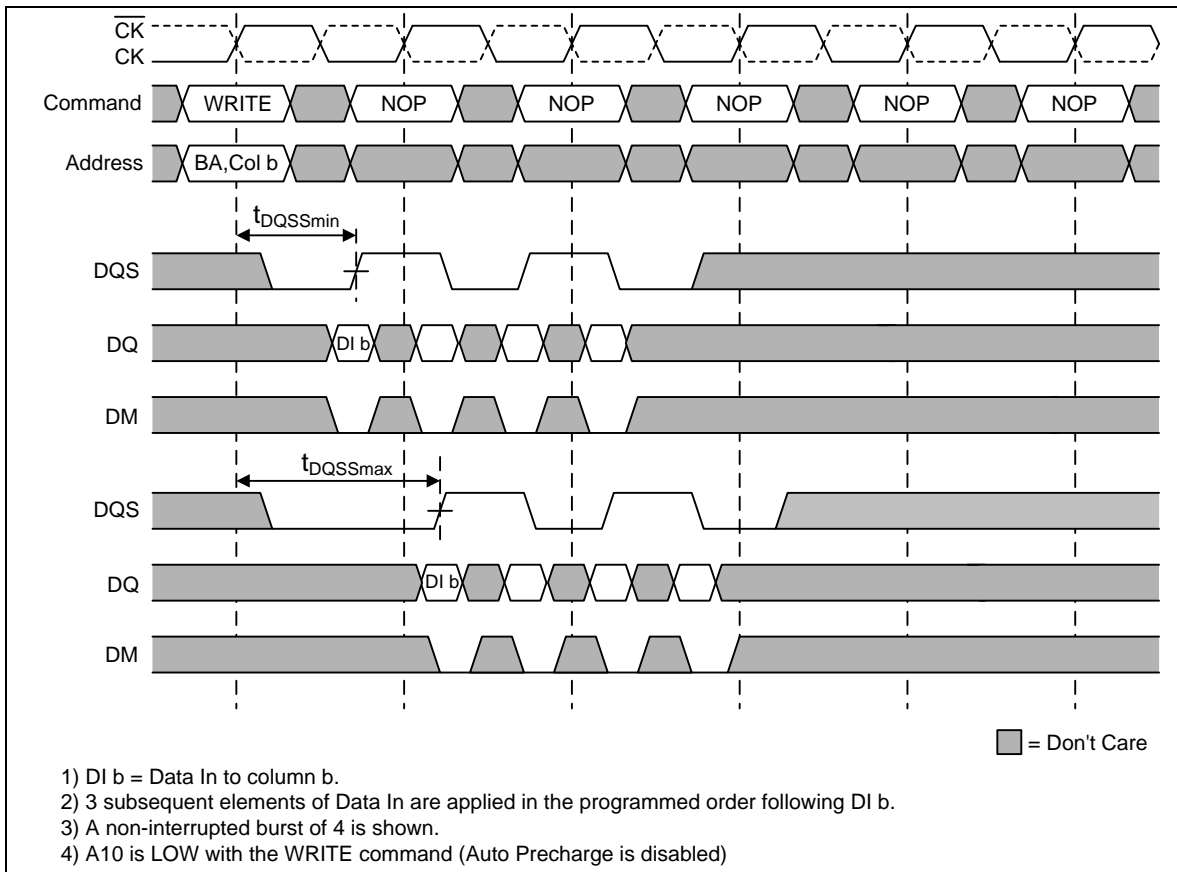 CK
CK
Command WRITE NOP NOP NOP NOP NOP
Address BA,Col b
tDQSSmin
DQS
DQ DI b
DM
tDQSSmax
DQS
DQ DI b
DM
= Don't Care
1) DI b = Data In to column b.
2) 3 subsequent elements of Data In are applied in the programmed order following DI b.
3) A non-interrupted burst of 4 is shown.
4) A10 is LOW with the WRITE command (Auto Precharge is disabled)